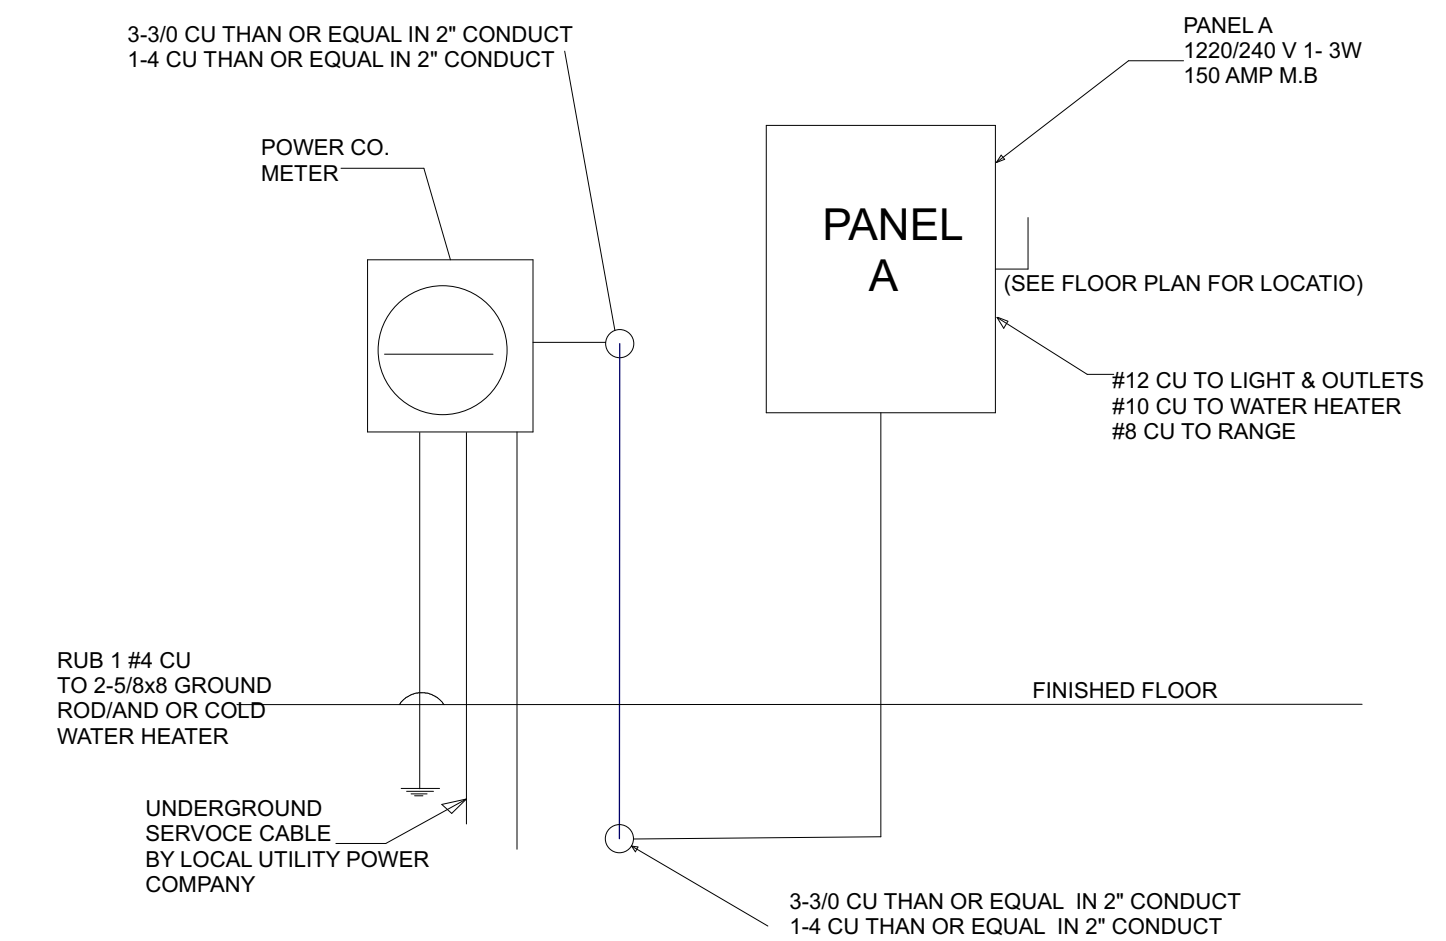 3-3/0 CU THAN OR EQUAL IN 2" CONDUCT
1-4 CU THAN OR EQUAL IN 2" CONDUCT
PANEL A
1220/240 V 1- 3W
150 AMP M.B
POWER CO.
METER
PANEL
A
(SEE FLOOR PLAN FOR LOCATIO)
#12 CU TO LIGHT & OUTLETS
#10 CU TO WATER HEATER
#8 CU TO RANGE
RUB 1 #4 CU
TO 2-5/8x8 GROUND
ROD/AND OR COLD
WATER HEATER
FINISHED FLOOR
UNDERGROUND
SERVOCE CABLE
BY LOCAL UTILITY POWER
COMPANY
3-3/0 CU THAN OR EQUAL  IN 2" CONDUCT
1-4 CU THAN OR EQUAL  IN 2" CONDUCT